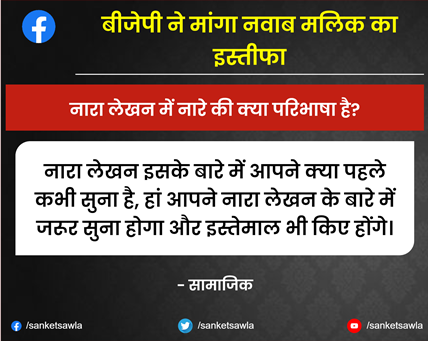 बीजेपी ने मांगा नवाब मलिक का
इस्तीफा
नारा लेखन में नारे की क्या परिभाषा है?
नारा लेखन इसके बारे में आपने क्या पहले
कभी सुना है, हां आपने नारा लेखन के बारे में
जरूर सुना होगा और इस्तेमाल भी किए होंगे।
- सामाजिक
/sanketsawla /sanketsawla /sanketsawla